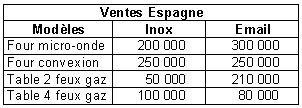 Ventes Espagne
Modèles Inox Email
Four micro-onde 200 000 300 000
Four convexion 250 000 250 000
Table 2 feux gaz 50 000 210 000
Table 4 feux gaz 100 000 80 000